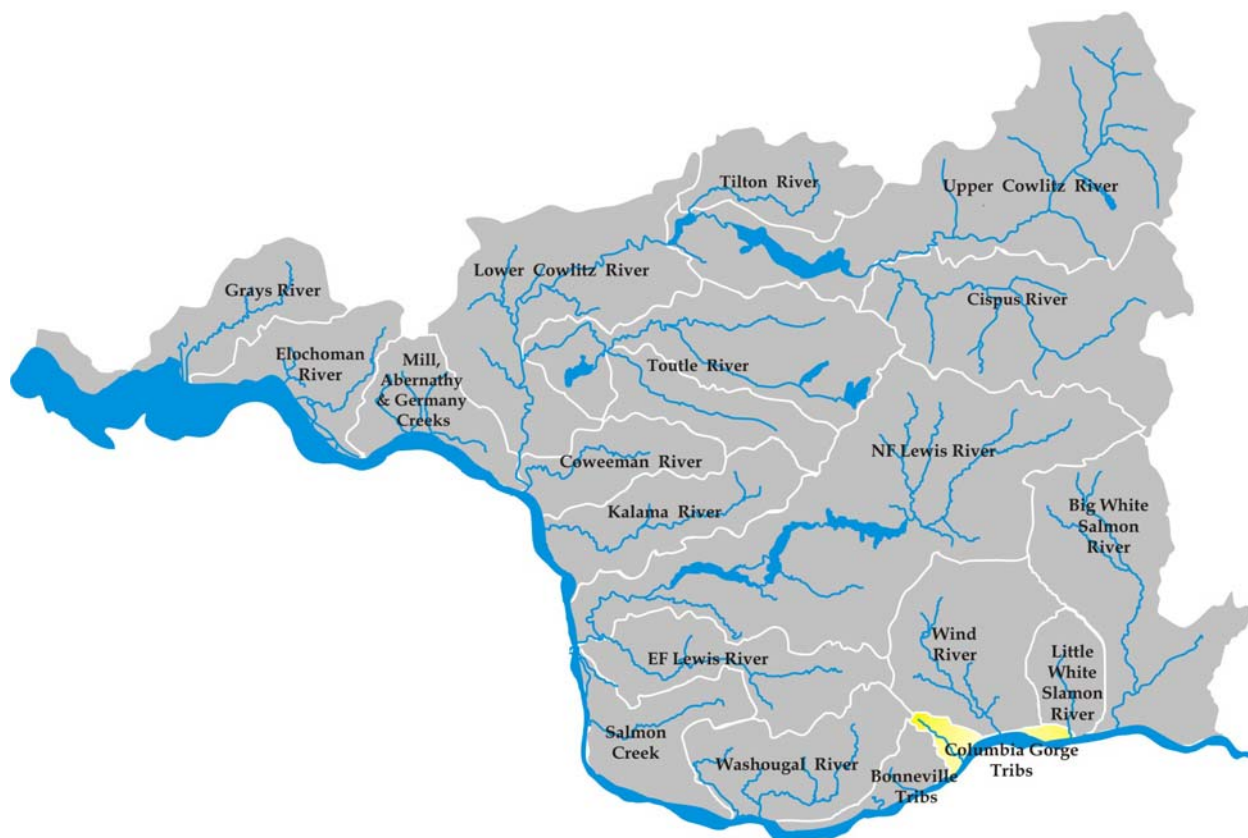 Tilton River
Upper Cowlitz River
Lower Cowlitz River
Grays River
Cispus River
Elochoman
River
Mill,
Abernathy
& Germany
Creeks
Toutle River
NF Lewis River
Coweeman River
Kalama River
Big White
Salmon
River
Wind
River
EF Lewis River
Little
White
Slamon
River
Salmon
Creek
Washougal River
Bonneville
Tribs
Columbia Gorge
Tribs